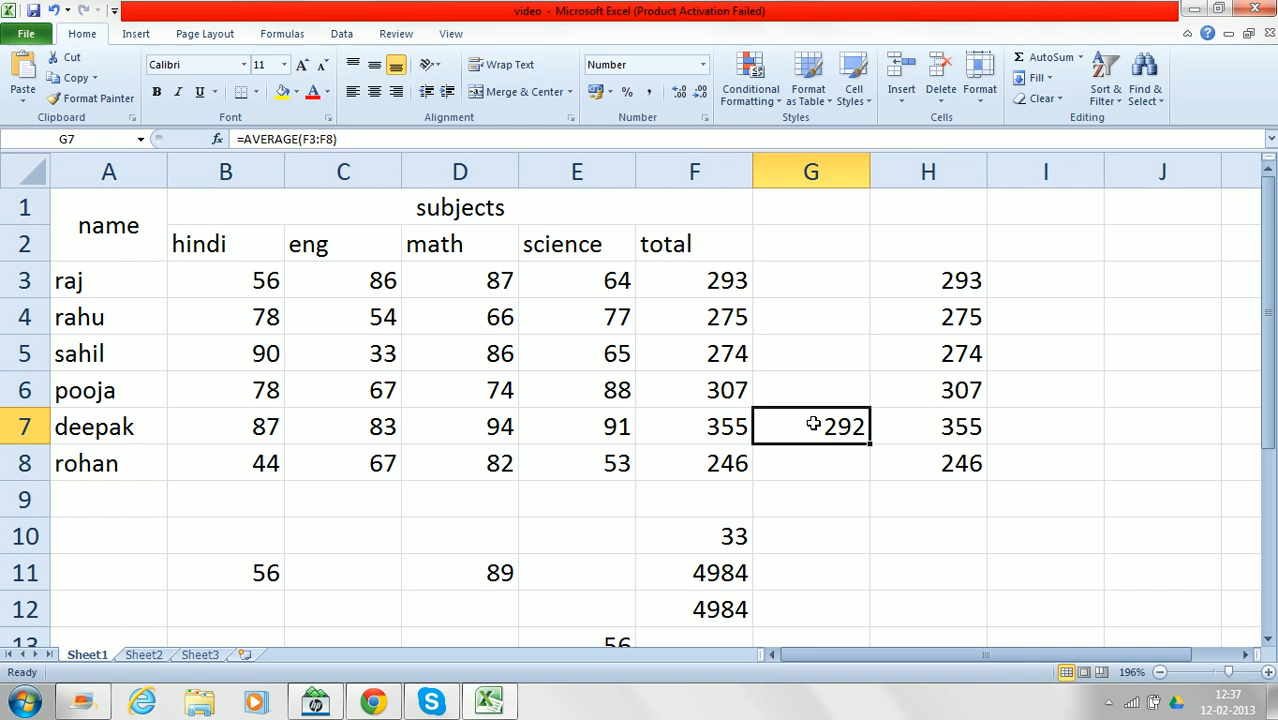 video - Microsoft Excel (Product Activation Failed)
File Home Insert Page Layout Formulas Data Review View
Cut
Copy
Format Painter
Paste
Clipboard
Calibri 11
B I U
Font
Wrap Text
Merge & Center
Alignment
Number
Number
Conditional Formatting
Format as Table
Cell Styles
Styles
Insert Delete Format
Cells
AutoSum
Fill
Clear
Sort & Filter
Find & Select
Editing
G7 fx =AVERAGE(F3:F8)
A B C D E F G H I J
1 name subjects
2 hindi eng math science total
3 raj 56 86 87 64 293 293
4 rahu 78 54 66 77 275 275
5 sahil 90 33 86 65 274 274
6 pooja 78 67 74 88 307 307
7 deepak 87 83 94 91 355 292 355
8 rohan 44 67 82 53 246 246
9
10 33
11 56 89 4984
12 4984
13 56
Sheet1 Sheet2 Sheet3
Ready 196%
12:37
12-02-2013